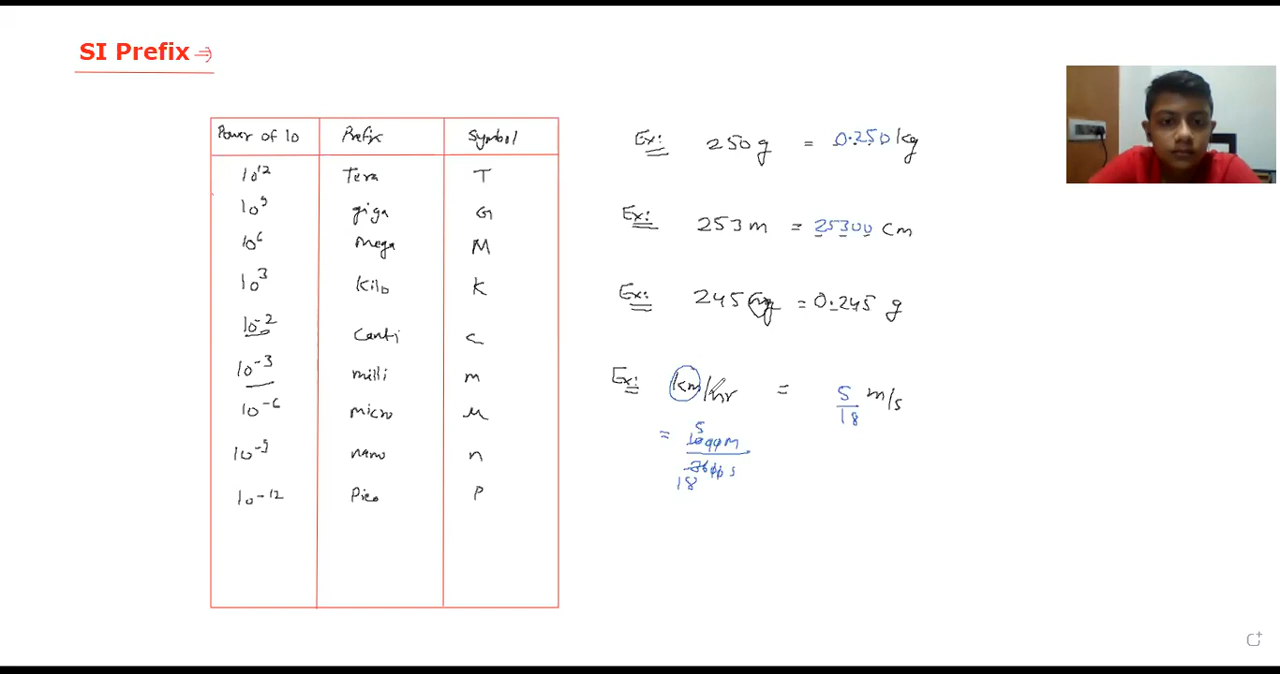 SI Prefix ⇒
Power of 10 Prefix Symbol
10¹² Tera T
10⁹ giga G
10⁶ Mega M
10³ Kilo K
10⁻² Centi c
10⁻³ milli m
10⁻⁶ micro μ
10⁻⁹ nano n
10⁻¹² Pico P
Ex: 250 g = 0.250 kg
Ex: 253 m = 25300 cm
Ex: 245 mg = 0.245 g
Ex: km/hr = 5/18 m/s
5
= 1000 m
3600 s
18